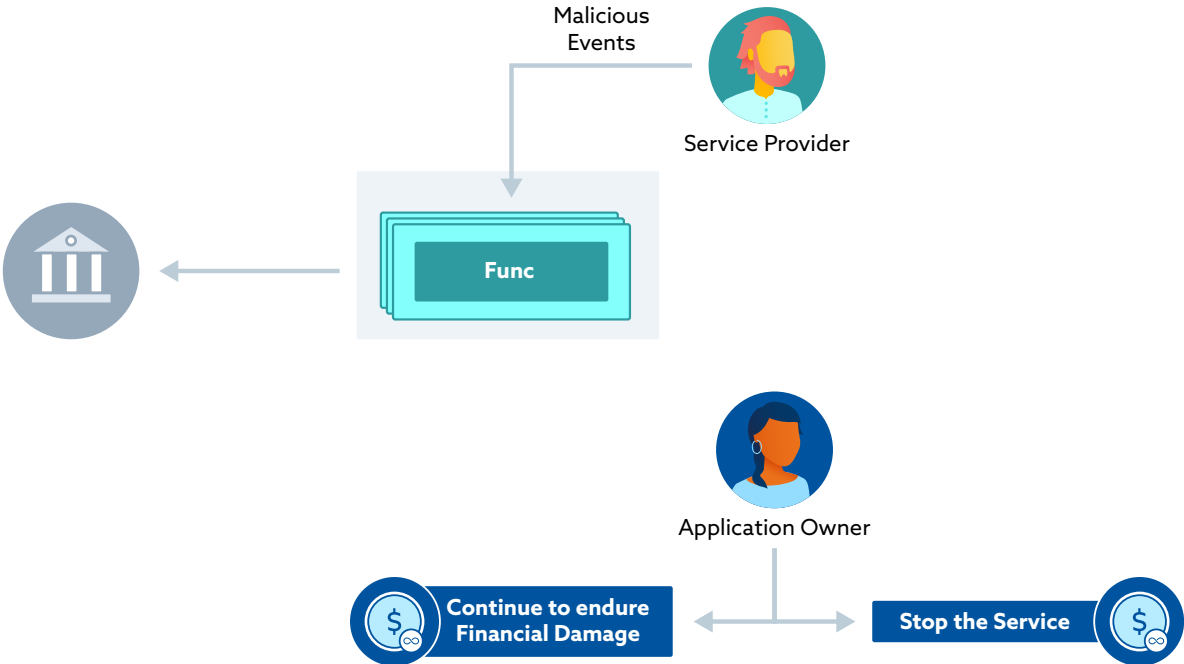 Malicious
Events
Service Provider
Func
Application Owner
Continue to endure
Financial Damage
Stop the Service
$
∞
$
∞